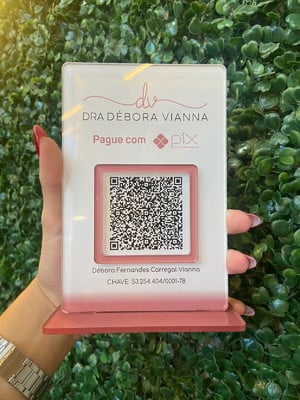 dv
DRA DÉBORA VIANNA
Pague com pix
Débora Fernandes Carregal Vianna
CHAVE: 53.254.404/0001-78